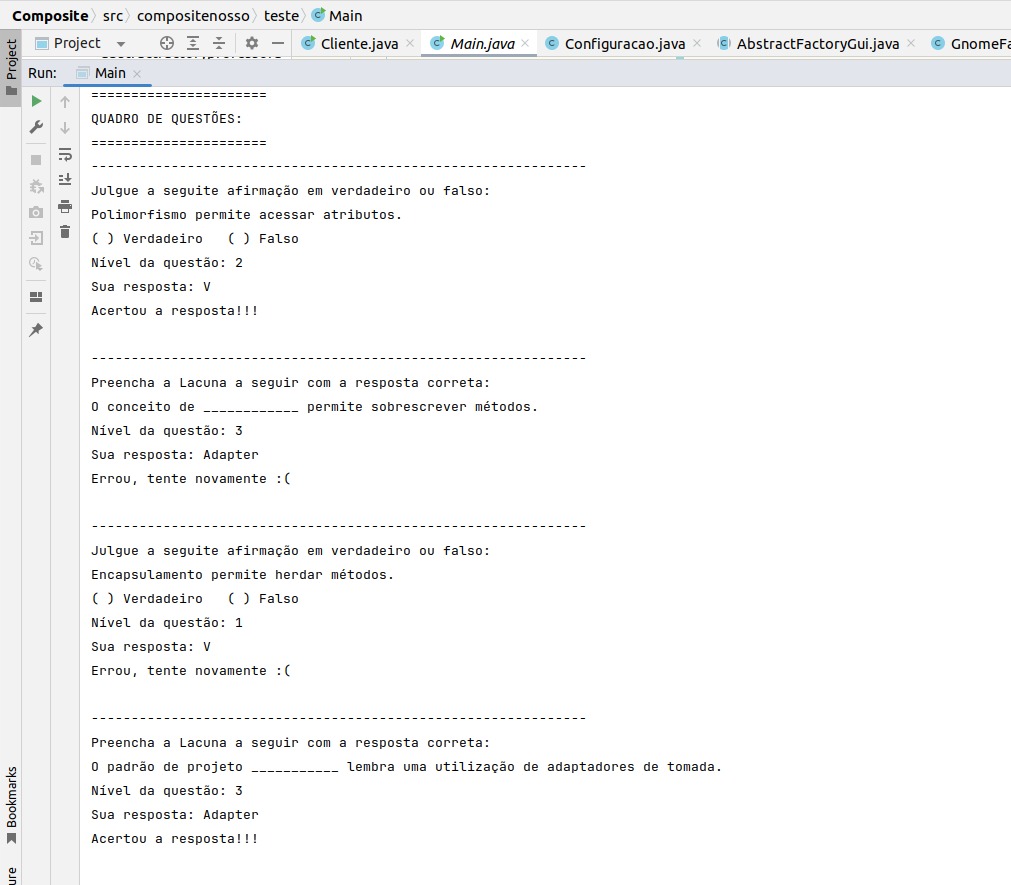 Composite src compositenosso teste Main
Project Cliente.java Main.java Configuracao.java AbstractFactoryGui.java GnomeFa
Project
Run: Main
======================
QUADRO DE QUESTÕES:
======================
--------------------------------------------------------------
Julgue a seguite afirmação em verdadeiro ou falso:
Polimorfismo permite acessar atributos.
( ) Verdadeiro ( ) Falso
Nível da questão: 2
Sua resposta: V
Acertou a resposta!!!
--------------------------------------------------------------
Preencha a Lacuna a seguir com a resposta correta:
O conceito de ____________ permite sobrescrever métodos.
Nível da questão: 3
Sua resposta: Adapter
Errou, tente novamente :(
--------------------------------------------------------------
Julgue a seguite afirmação em verdadeiro ou falso:
Encapsulamento permite herdar métodos.
( ) Verdadeiro ( ) Falso
Nível da questão: 1
Sua resposta: V
Errou, tente novamente :(
--------------------------------------------------------------
Preencha a Lacuna a seguir com a resposta correta:
O padrão de projeto ___________ lembra uma utilização de adaptadores de tomada.
Nível da questão: 3
Sua resposta: Adapter
Acertou a resposta!!!
Bookmarks
ure